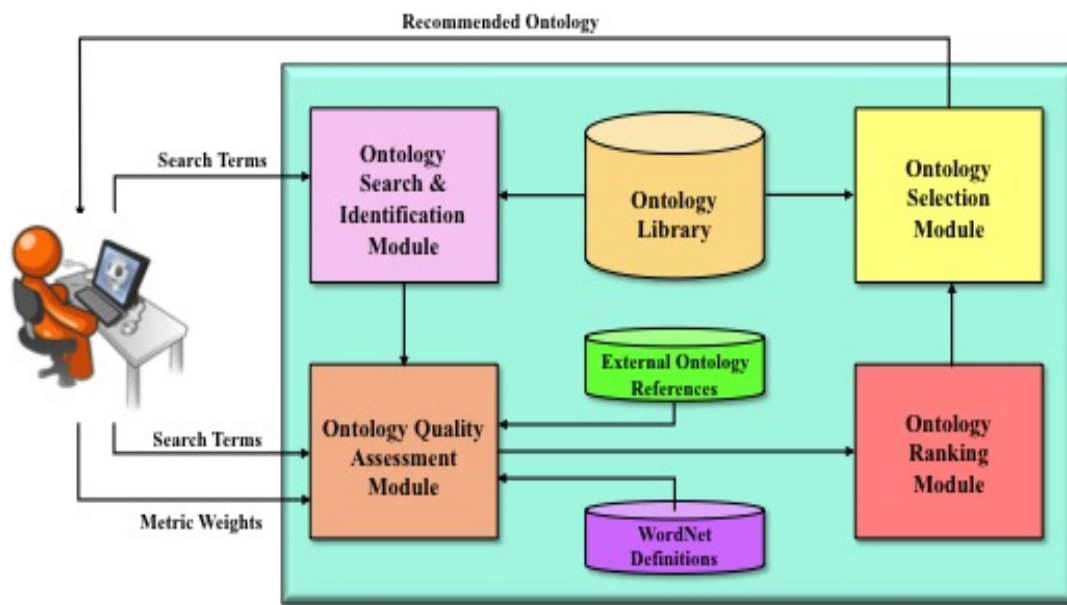 Recommended Ontology
Search Terms
Ontology
Search &
Identification
Module
Ontology
Library
Ontology
Selection
Module
External Ontology
References
Ontology Quality
Assessment
Module
Ontology
Ranking
Module
Search Terms
Metric Weights
WordNet
Definitions